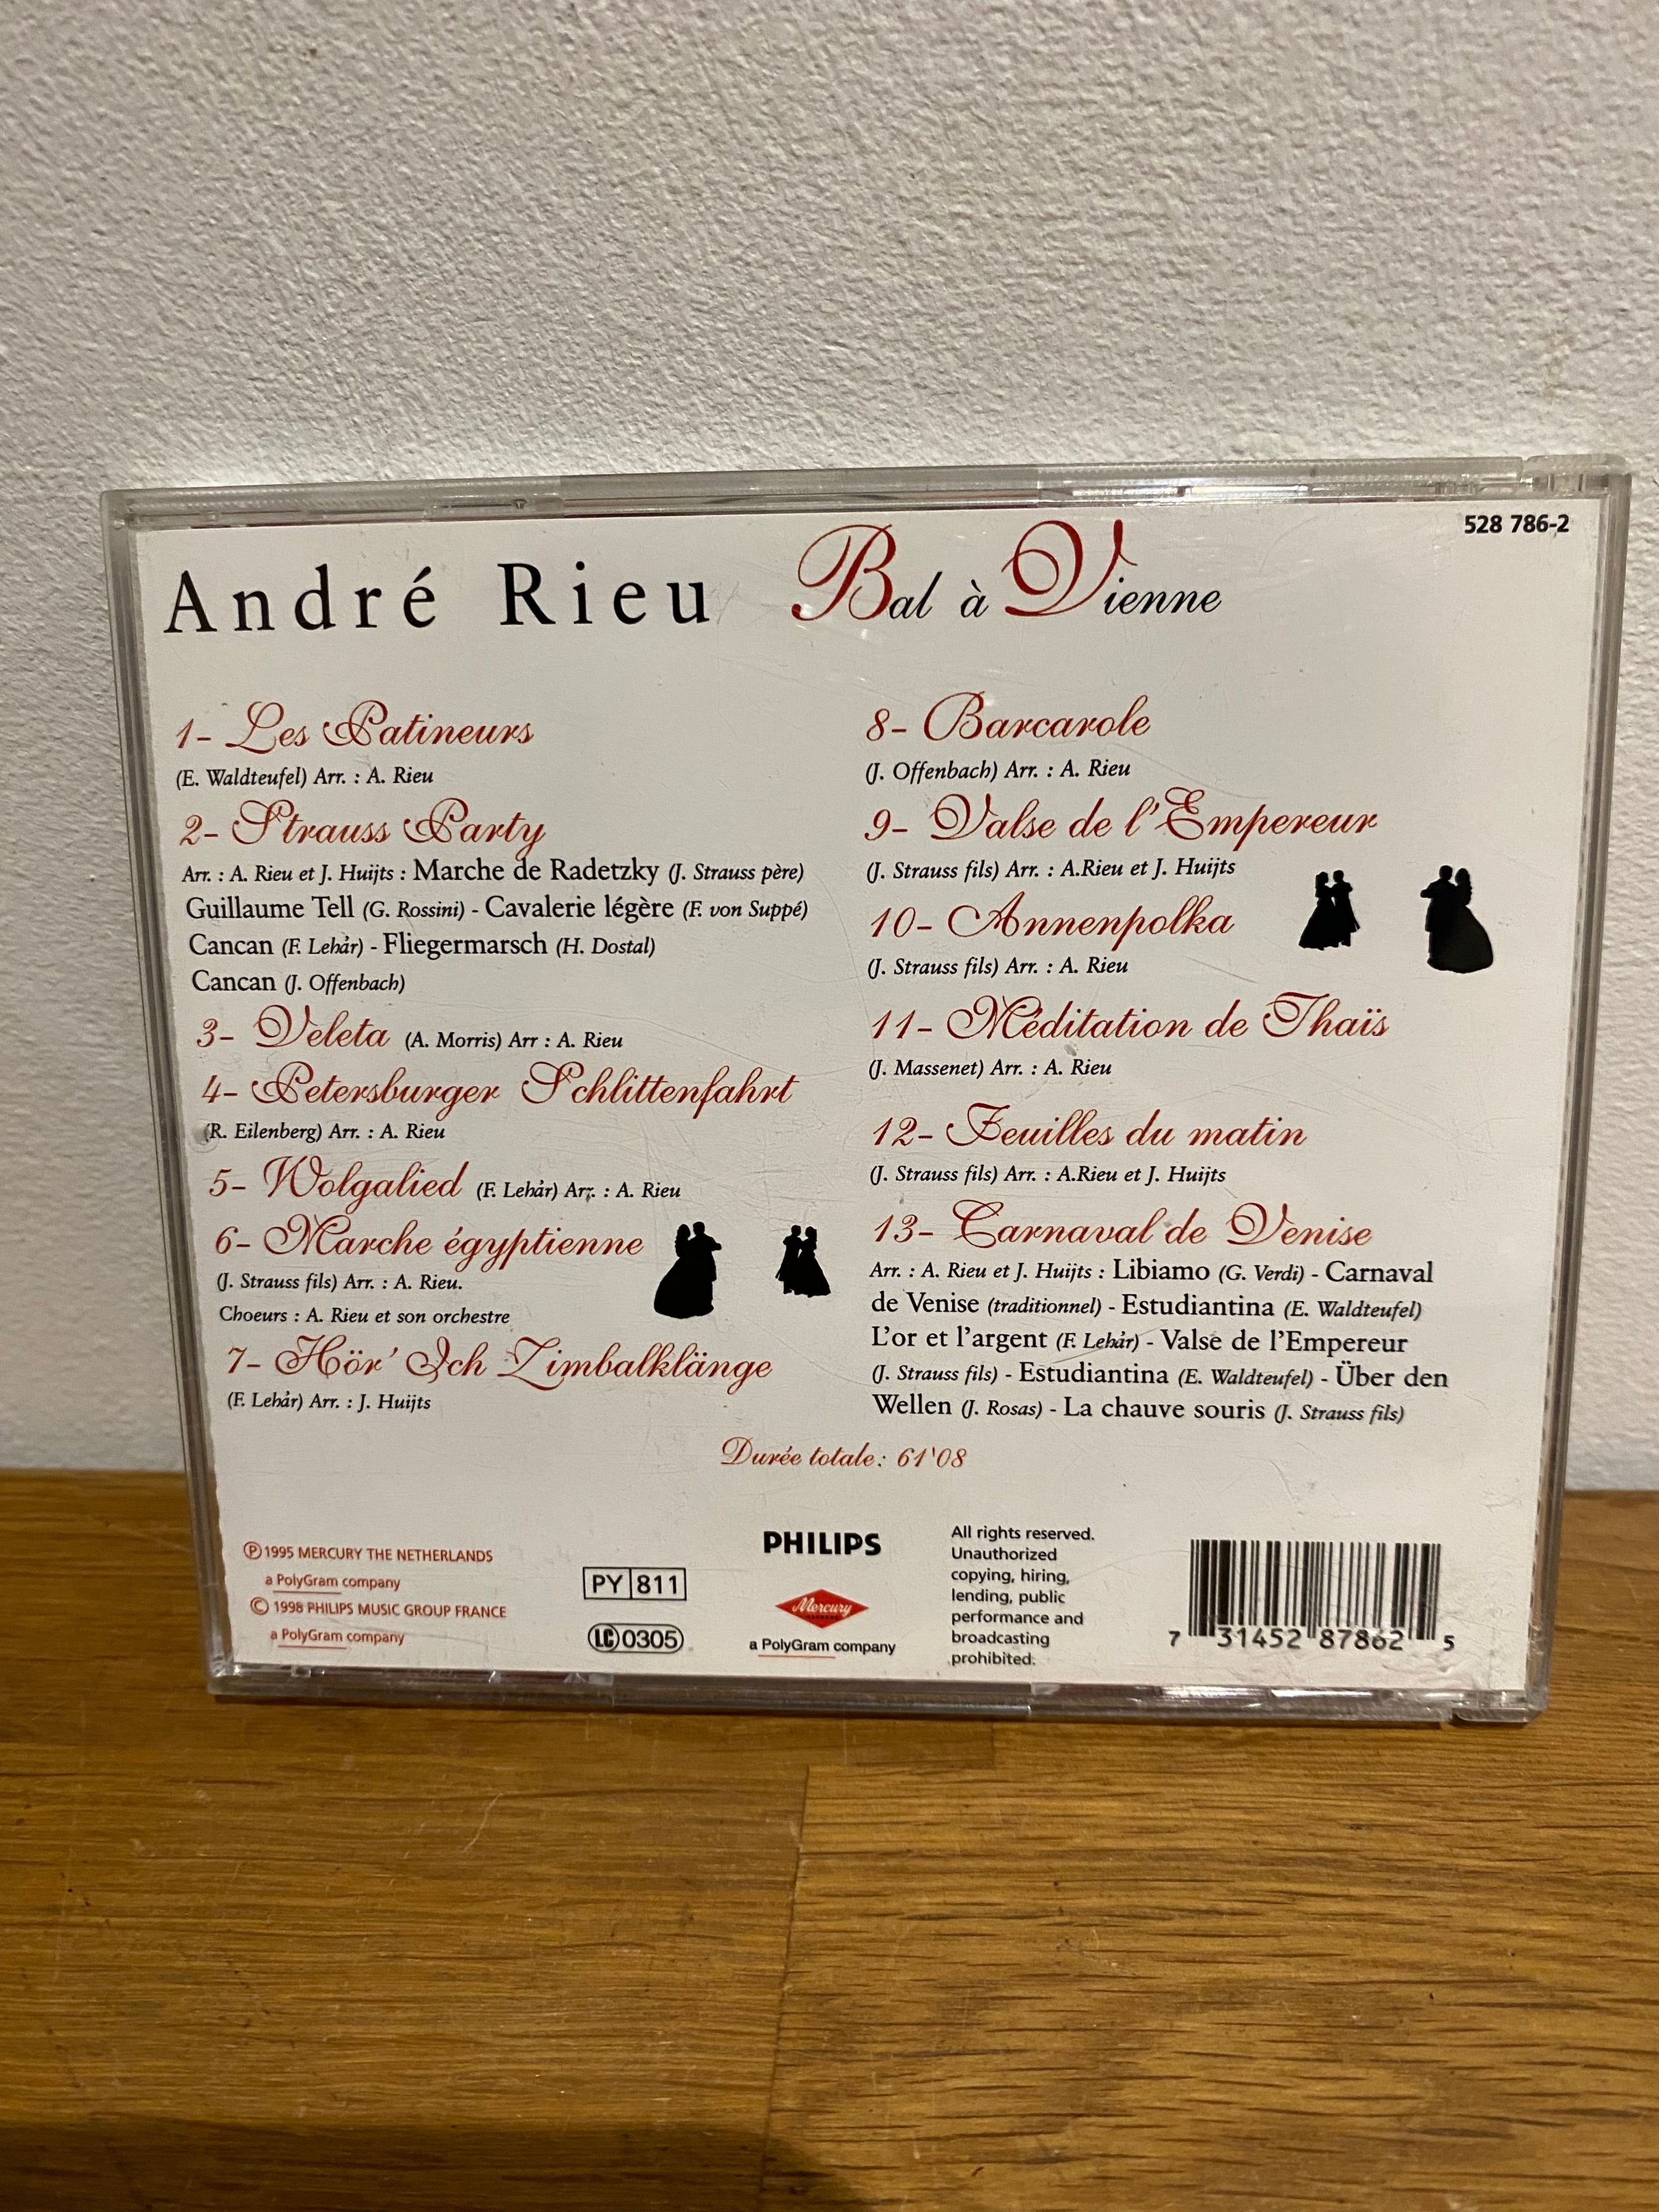 528 786-2
André Rieu Bal à Vienne
1- Les Patineurs
(E. Waldteufel) Arr. : A. Rieu
2- Strauss Party
Arr. : A. Rieu et J. Huijts : Marche de Radetzky (J. Strauss père)
Guillaume Tell (G. Rossini) - Cavalerie légère (F. von Suppé)
Cancan (F. Lehàr) - Fliegermarsch (H. Dostal)
Cancan (J. Offenbach)
3- Veleta (A. Morris) Arr : A. Rieu
4- Petersburger Schlittenfahrt
(R. Eilenberg) Arr. : A. Rieu
5- Wolgalied (F. Lehàr) Arr. : A. Rieu
6- Marche égyptienne
(J. Strauss fils) Arr. : A. Rieu.
Choeurs : A. Rieu et son orchestre
7- Hör' Ich Zimbalklänge
(F. Lehàr) Arr. : J. Huijts
8- Barcarole
(J. Offenbach) Arr. : A. Rieu
9- Valse de l'Empereur
(J. Strauss fils) Arr. : A.Rieu et J. Huijts
10- Annenpolka
(J. Strauss fils) Arr. : A. Rieu
11- Méditation de Thaïs
(J. Massenet) Arr. : A. Rieu
12- Feuilles du matin
(J. Strauss fils) Arr. : A.Rieu et J. Huijts
13- Carnaval de Venise
Arr. : A. Rieu et J. Huijts : Libiamo (G. Verdi) - Carnaval
de Venise (traditionnel) - Estudiantina (E. Waldteufel)
L'or et l'argent (F. Lehàr) - Valse de l'Empereur
(J. Strauss fils) - Estudiantina (E. Waldteufel) - Über den
Wellen (J. Rosas) - La chauve souris (J. Strauss fils)
Durée totale : 61'08
℗ 1995 MERCURY THE NETHERLANDS
a PolyGram company
© 1998 PHILIPS MUSIC GROUP FRANCE
a PolyGram company
PY 811
LC 0305
PHILIPS
Mercury
a PolyGram company
All rights reserved.
Unauthorized
copying, hiring,
lending, public
performance and
broadcasting
prohibited.
7 31452 87862 5